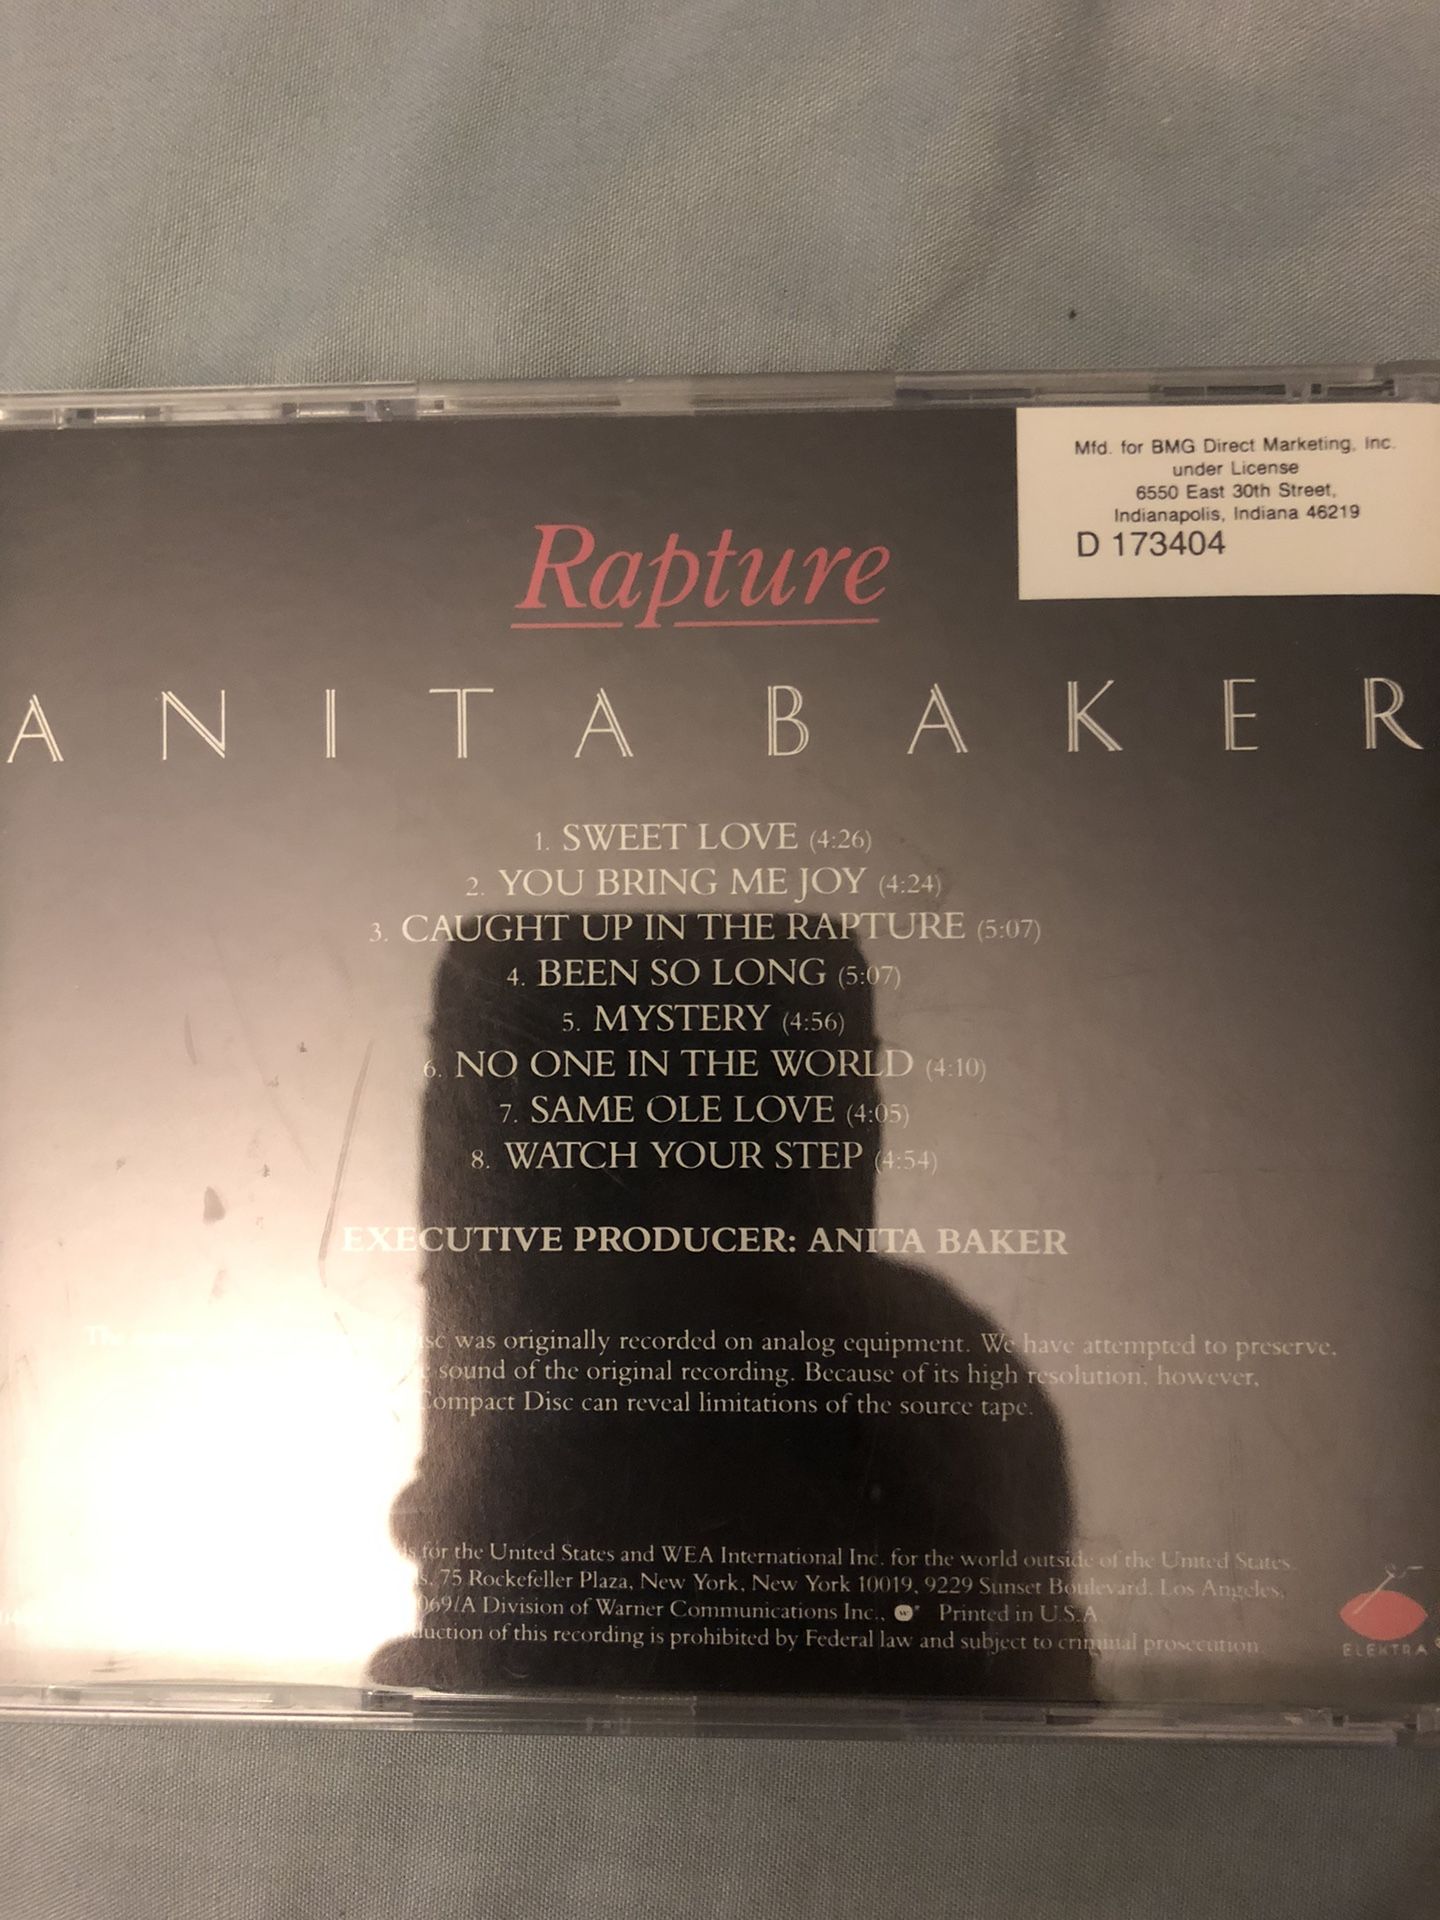 Mfd. for BMG Direct Marketing, Inc.
under License
6550 East 30th Street,
Indianapolis, Indiana 46219
D 173404
Rapture
ANITA BAKER
1. SWEET LOVE (4:26)
2. YOU BRING ME JOY (4:24)
3. CAUGHT UP IN THE RAPTURE (5:07)
4. BEEN SO LONG (5:07)
5. MYSTERY (4:56)
6. NO ONE IN THE WORLD (4:10)
7. SAME OLE LOVE (4:05)
8. WATCH YOUR STEP (4:54)
EXECUTIVE PRODUCER: ANITA BAKER
was originally recorded on analog equipment. We have attempted to preserve,
sound of the original recording. Because of its high resolution, however,
Compact Disc can reveal limitations of the source tape.
for the United States and WEA International Inc. for the world outside of the United States.
75 Rockefeller Plaza, New York, New York 10019, 9229 Sunset Boulevard, Los Angeles,
A Division of Warner Communications Inc., Printed in U.S.A.
of this recording is prohibited by Federal law and subject to criminal prosecution.
ELEKTRA